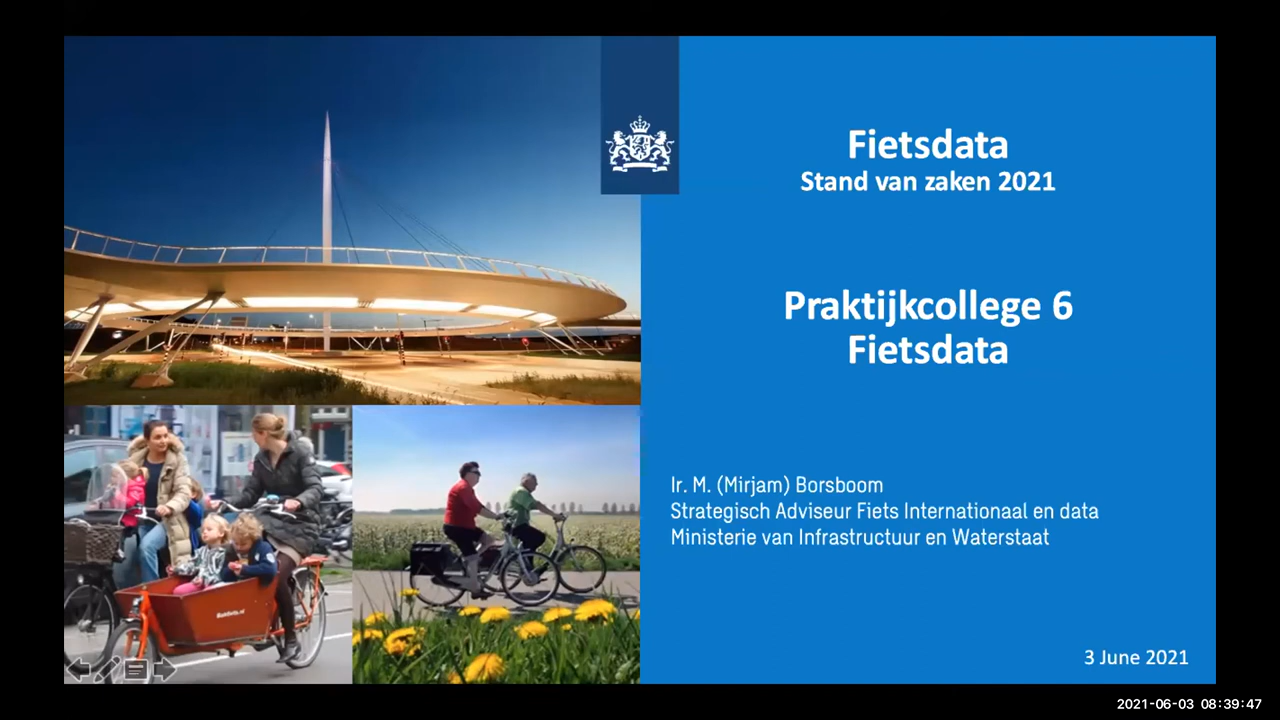 Fietsdata
Stand van zaken 2021
Praktijkcollege 6
Fietsdata
Ir. M. (Mirjam) Borsboom
Strategisch Adviseur Fiets Internationaal en data
Ministerie van Infrastructuur en Waterstaat
3 June 2021
2021-06-03 08:39:47